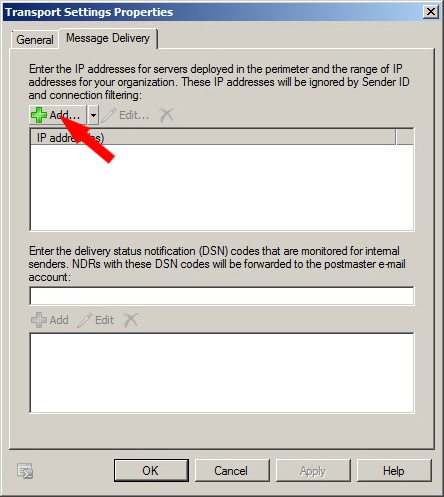 Transport Settings Properties
General
Message Delivery
Enter the IP addresses for servers deployed in the perimeter and the range of IP
addresses for your organization. These IP addresses will be ignored by Sender ID
and connection filtering:
Add... Edit...
IP address(es)
Enter the delivery status notification (DSN) codes that are monitored for internal
senders. NDRs with these DSN codes will be forwarded to the postmaster e-mail
account:
Add Edit
OK Cancel Apply Help